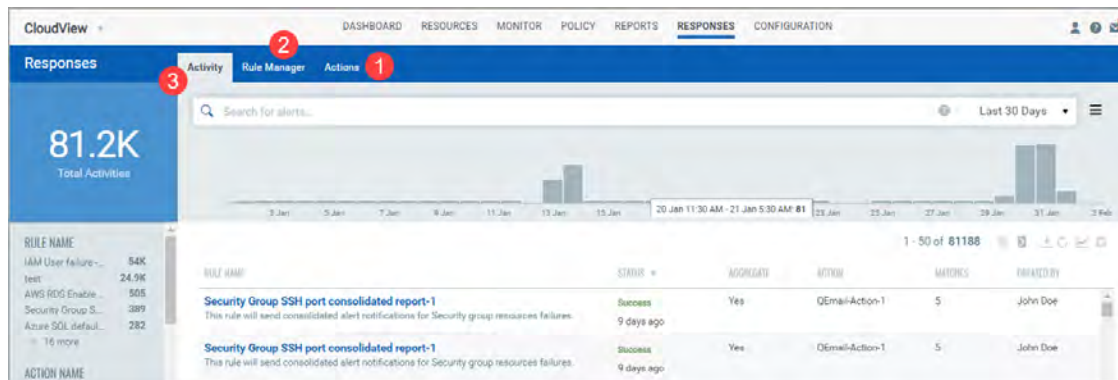 CloudView
DASHBOARD RESOURCES MONITOR POLICY REPORTS RESPONSES CONFIGURATION
2
Responses
Activity Rule Manager Actions 1
3
Search for alerts...
Last 30 Days
81.2K
Total Activities
3 Jan 5 Jan 7 Jan 9 Jan 11 Jan 13 Jan 15 Jan 20 Jan 11:30 AM - 21 Jan 5:30 AM: 81 23 Jan 25 Jan 27 Jan 29 Jan 31 Jan 2 Feb
1 - 50 of 81188
RULE NAME
IAM User failure-... 54K
test 24.9K
AWS RDS Enable... 505
Security Group S... 389
Azure SQL defaul... 282
16 more
ACTION NAME
RULE NAME STATUS AGGREGATE ACTION MATCHES CREATED BY
Security Group SSH port consolidated report-1 Success Yes QEmail-Action-1 5 John Doe
This rule will send consolidated alert notifications for Security group resources failures.
9 days ago
Security Group SSH port consolidated report-1 Success Yes QEmail-Action-1 5 John Doe
This rule will send consolidated alert notifications for Security group resources failures.
9 days ago